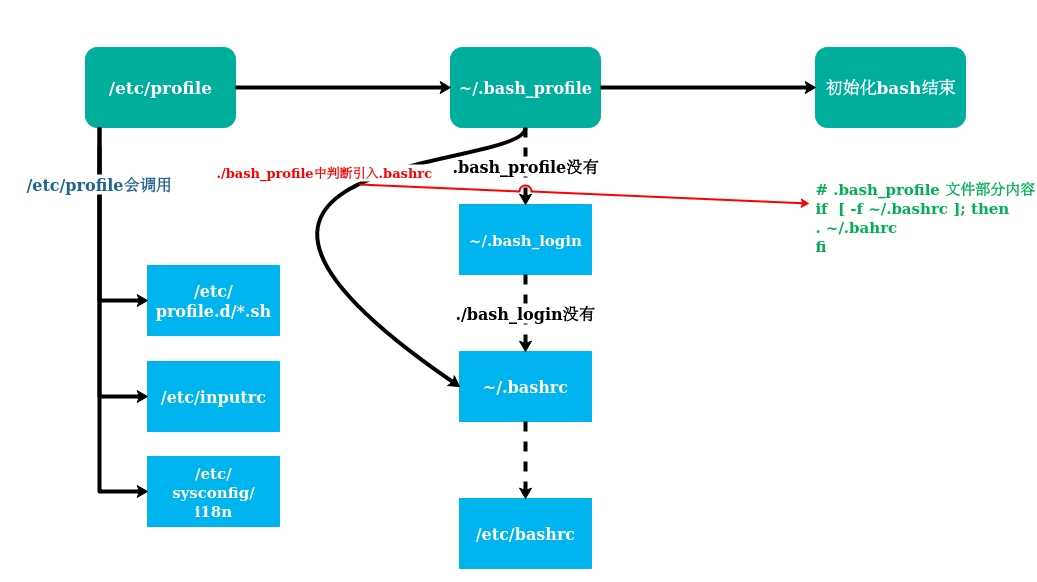 /etc/profile
~/.bash_profile
初始化bash结束
/etc/profile会调用
./bash_profile中判断引入.bashrc
.bash_profile没有
# .bash_profile 文件部分内容
if  [ -f ~/.bashrc ]; then
. ~/.bahrc
fi
~/.bash_login
/etc/
profile.d/*.sh
./bash_login没有
/etc/inputrc
~/.bashrc
/etc/
sysconfig/
i18n
/etc/bashrc